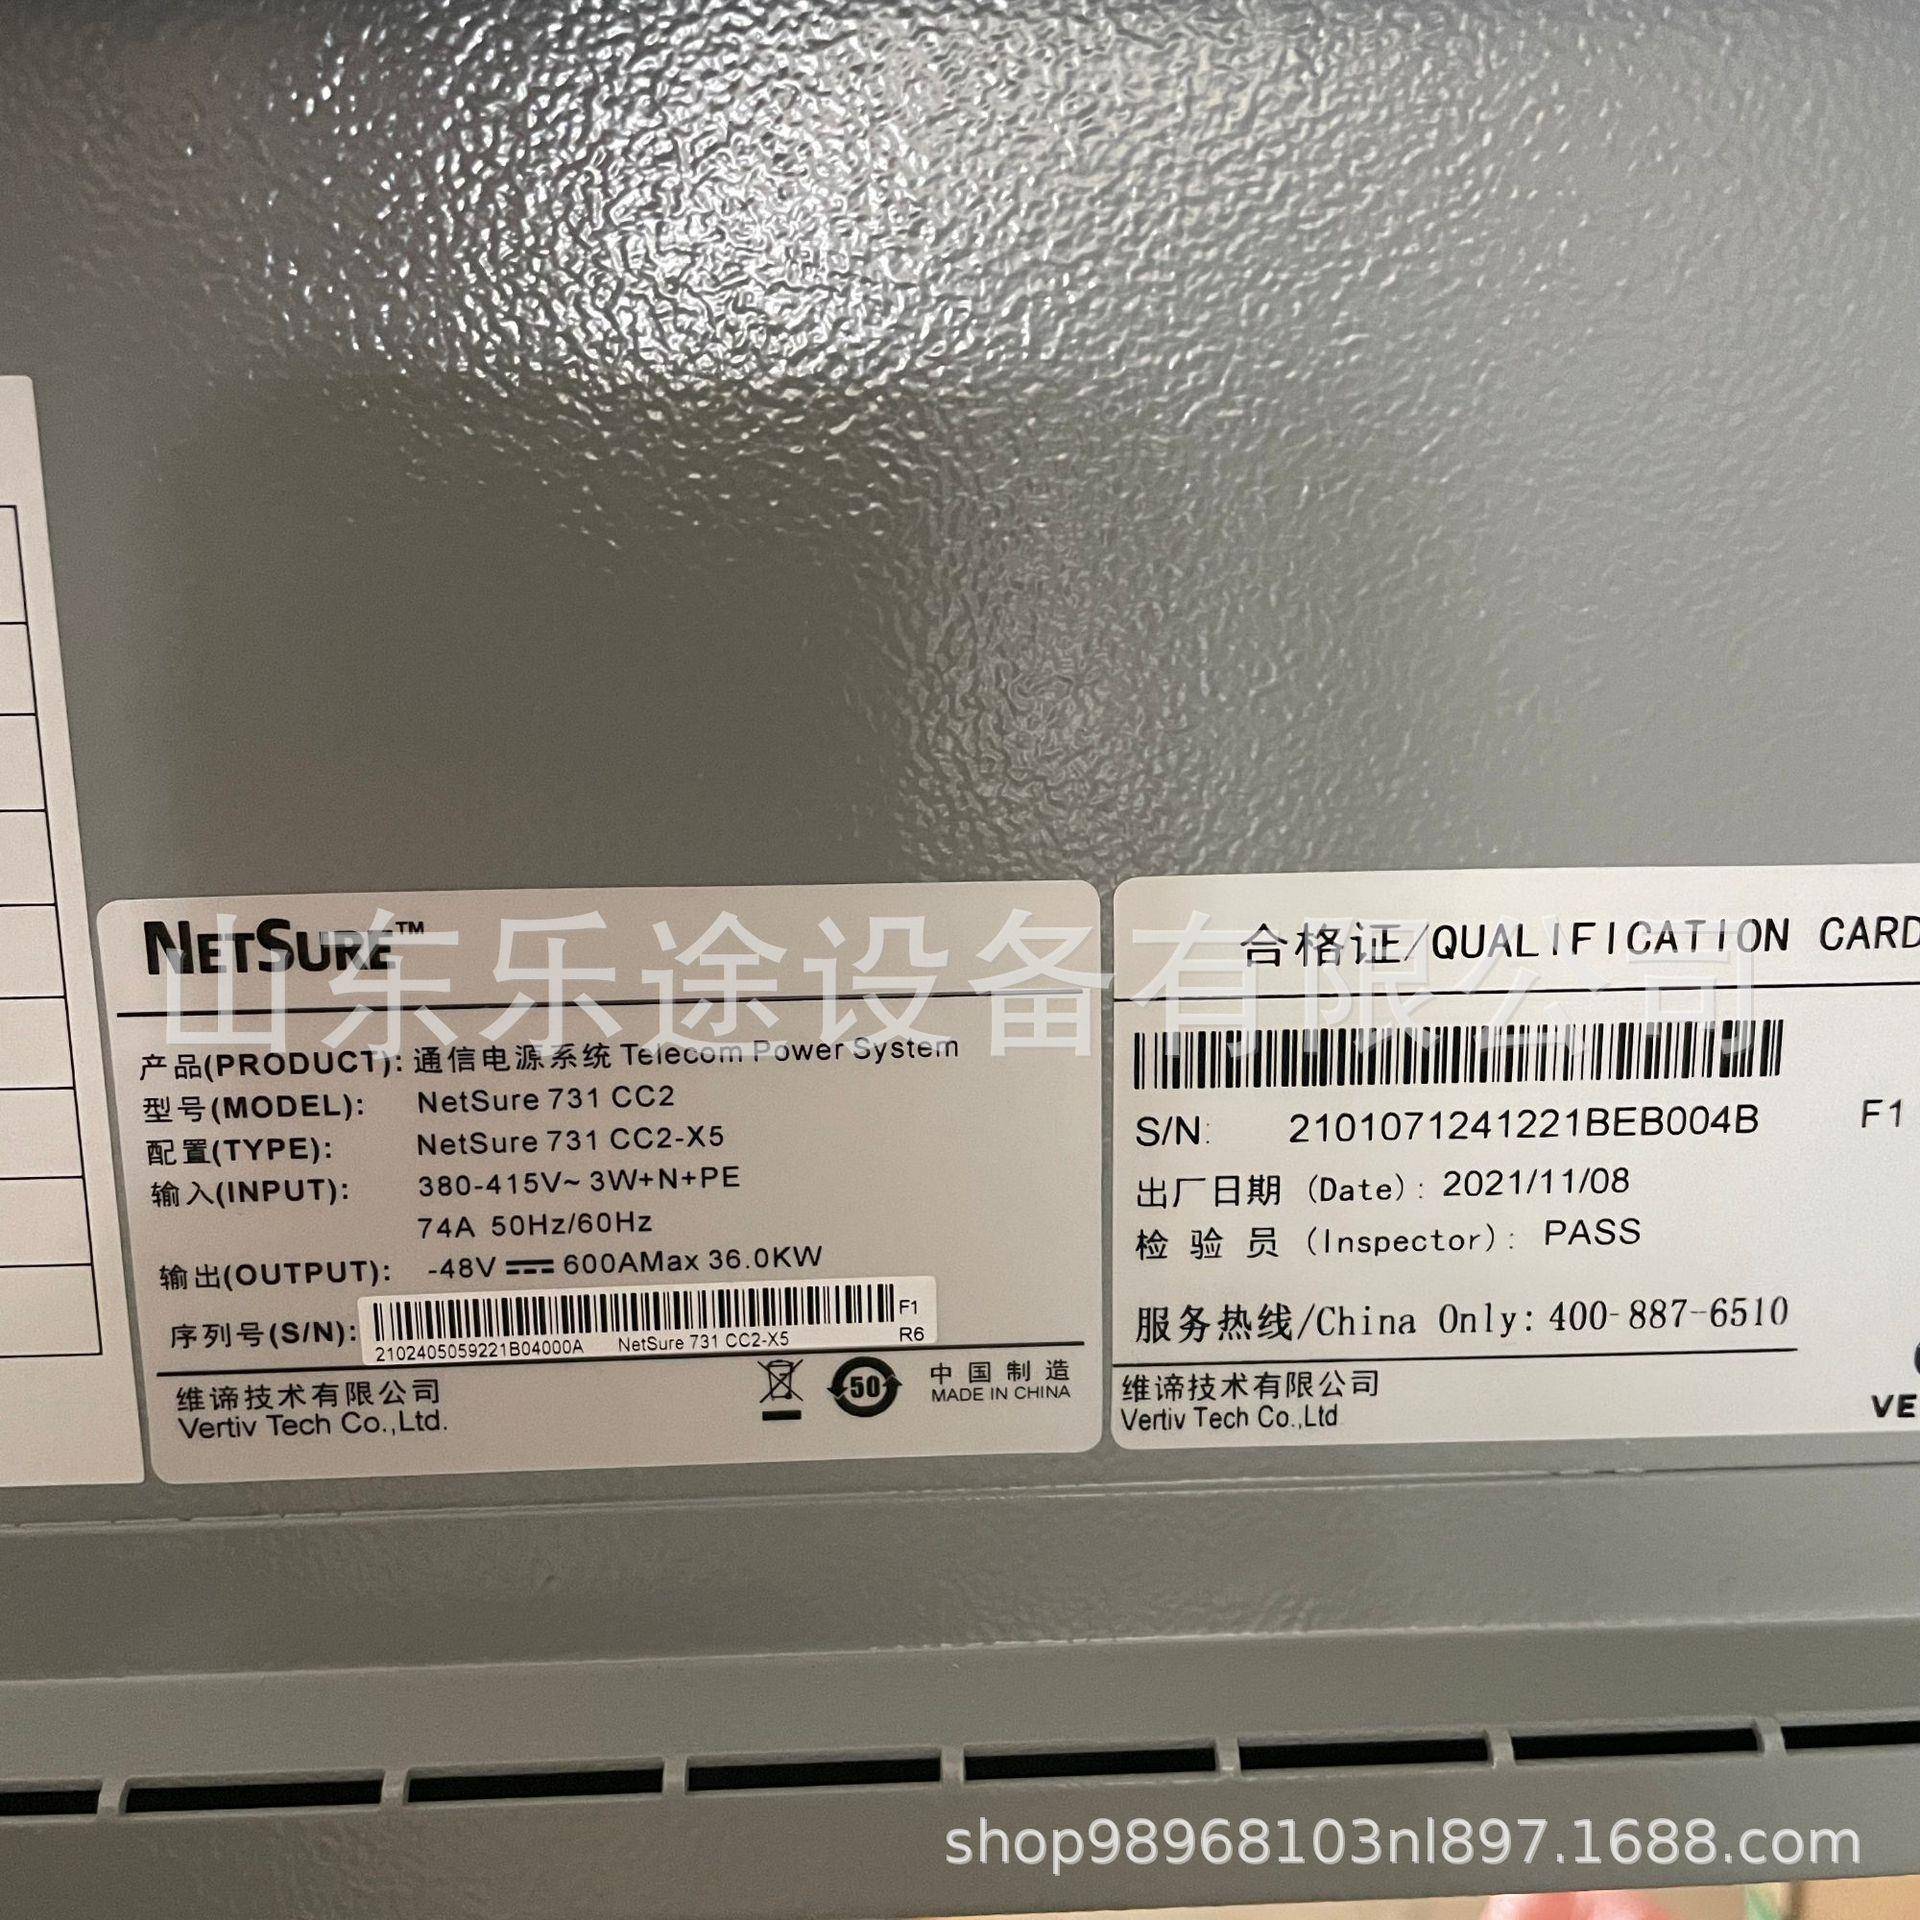 NETSURE™
产品(PRODUCT): 通信电源系统 Telecom Power System
型号(MODEL): NetSure 731 CC2
配置(TYPE): NetSure 731 CC2-X5
输入(INPUT): 380-415V~ 3W+N+PE
74A 50Hz/60Hz
输出(OUTPUT): -48V ⎓ 600AMax 36.0KW
序列号(S/N): F1
2102405059221B04000A NetSure 731 CC2-X5 R6
维谛技术有限公司
Vertiv Tech Co.,Ltd.
50
中国制造
MADE IN CHINA
合格证/QUALIFICATION CARD
S/N: 2101071241221BEB004B F1
出厂日期 (Date): 2021/11/08
检 验 员 (Inspector): PASS
服务热线/China Only: 400-887-6510
维谛技术有限公司
Vertiv Tech Co.,Ltd
VE
山东乐途设备有限公司
shop98968103nl897.1688.com